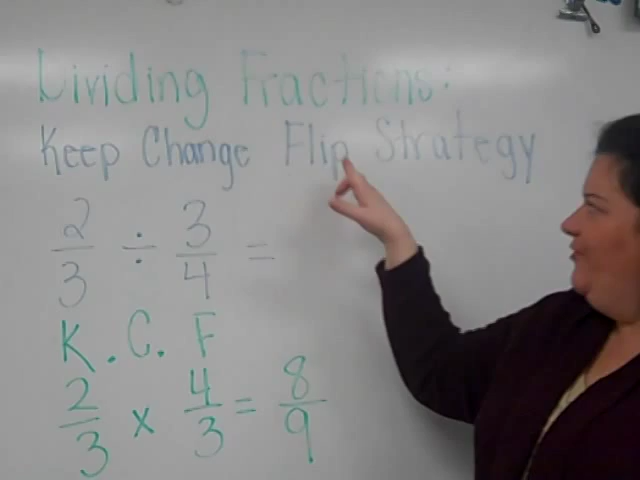 Dividing Fractions:
Keep Change Flip Strategy
2/3 ÷ 3/4 =
K. C. F
2/3 x 4/3 = 8/9